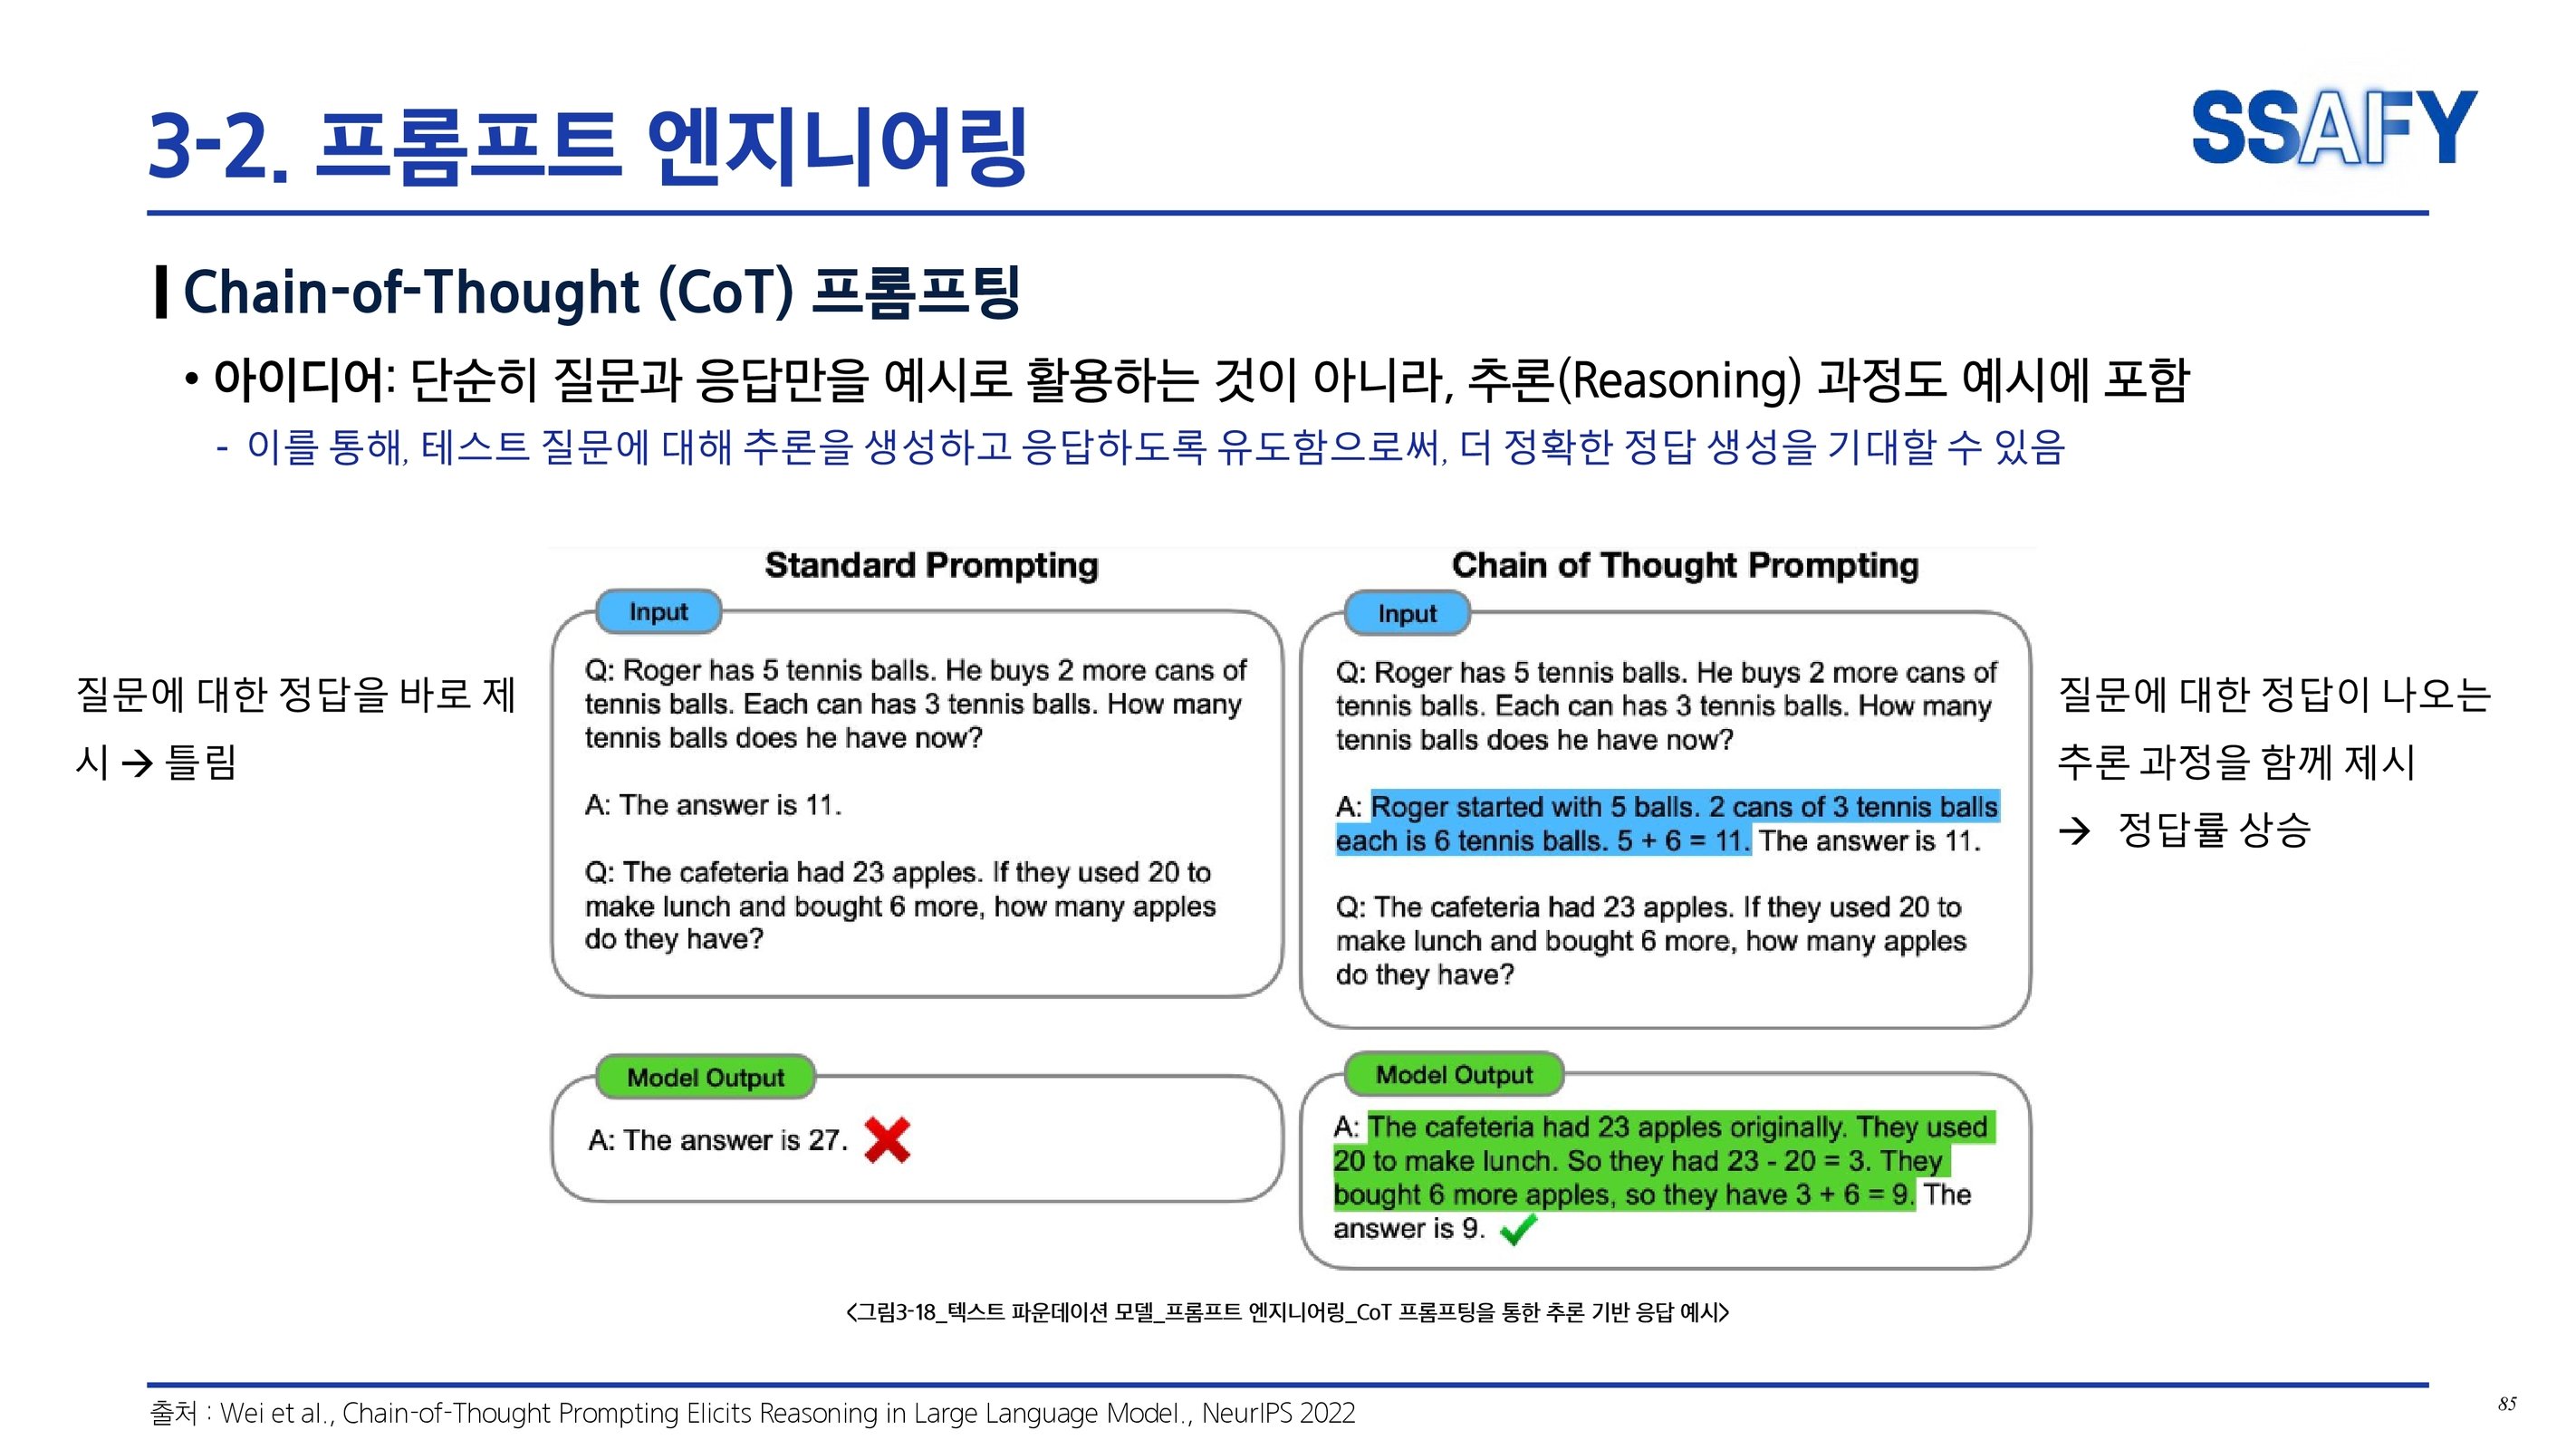 3-2. 프롬프트 엔지니어링
SSAFY
Chain-of-Thought (CoT) 프롬프팅
• 아이디어: 단순히 질문과 응답만을 예시로 활용하는 것이 아니라, 추론(Reasoning) 과정도 예시에 포함
- 이를 통해, 테스트 질문에 대해 추론을 생성하고 응답하도록 유도함으로써, 더 정확한 정답 생성을 기대할 수 있음
질문에 대한 정답을 바로 제
시 → 틀림
Standard Prompting
Input
Q: Roger has 5 tennis balls. He buys 2 more cans of
tennis balls. Each can has 3 tennis balls. How many
tennis balls does he have now?
A: The answer is 11.
Q: The cafeteria had 23 apples. If they used 20 to
make lunch and bought 6 more, how many apples
do they have?
Model Output
A: The answer is 27.
Chain of Thought Prompting
Input
Q: Roger has 5 tennis balls. He buys 2 more cans of
tennis balls. Each can has 3 tennis balls. How many
tennis balls does he have now?
A: Roger started with 5 balls. 2 cans of 3 tennis balls
each is 6 tennis balls. 5 + 6 = 11. The answer is 11.
Q: The cafeteria had 23 apples. If they used 20 to
make lunch and bought 6 more, how many apples
do they have?
Model Output
A: The cafeteria had 23 apples originally. They used
20 to make lunch. So they had 23 - 20 = 3. They
bought 6 more apples, so they have 3 + 6 = 9. The
answer is 9.
질문에 대한 정답이 나오는
추론 과정을 함께 제시
→ 정답률 상승
<그림3-18_텍스트 파운데이션 모델_프롬프트 엔지니어링_CoT 프롬프팅을 통한 추론 기반 응답 예시>
출처 : Wei et al., Chain-of-Thought Prompting Elicits Reasoning in Large Language Model., NeurIPS 2022
85